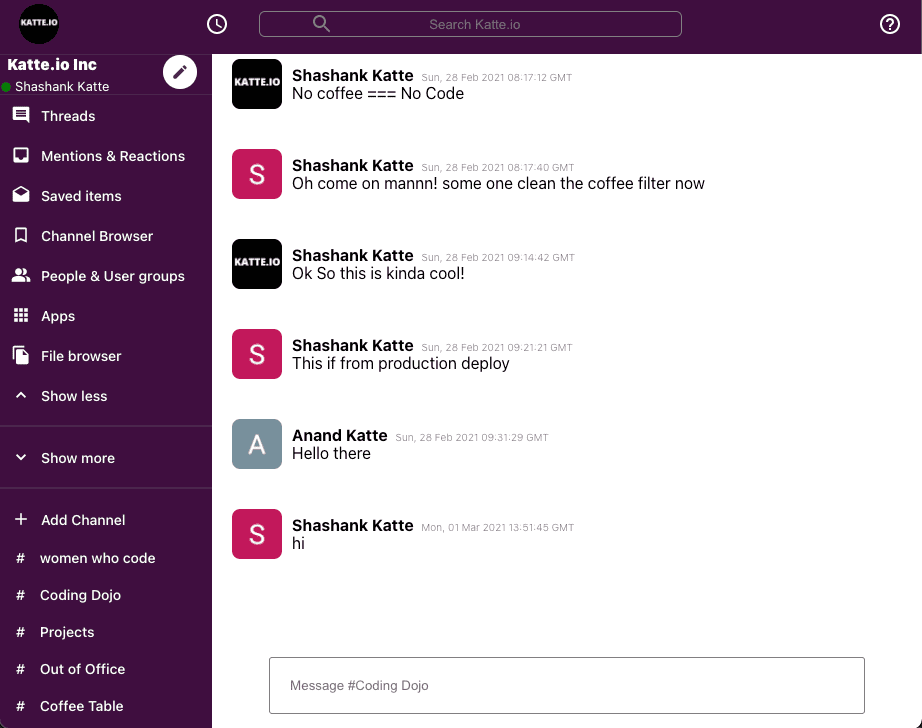 KATTE.IO
Search Katte.io
Katte.io Inc
Shashank Katte
Threads
Mentions & Reactions
Saved items
Channel Browser
People & User groups
Apps
File browser
Show less
Show more
Add Channel
# women who code
# Coding Dojo
# Projects
# Out of Office
# Coffee Table
KATTE.IO
Shashank Katte Sun, 28 Feb 2021 08:17:12 GMT
No coffee === No Code
S
Shashank Katte Sun, 28 Feb 2021 08:17:40 GMT
Oh come on mannn! some one clean the coffee filter now
KATTE.IO
Shashank Katte Sun, 28 Feb 2021 09:14:42 GMT
Ok So this is kinda cool!
S
Shashank Katte Sun, 28 Feb 2021 09:21:21 GMT
This if from production deploy
A
Anand Katte Sun, 28 Feb 2021 09:31:29 GMT
Hello there
S
Shashank Katte Mon, 01 Mar 2021 13:51:45 GMT
hi
Message #Coding Dojo